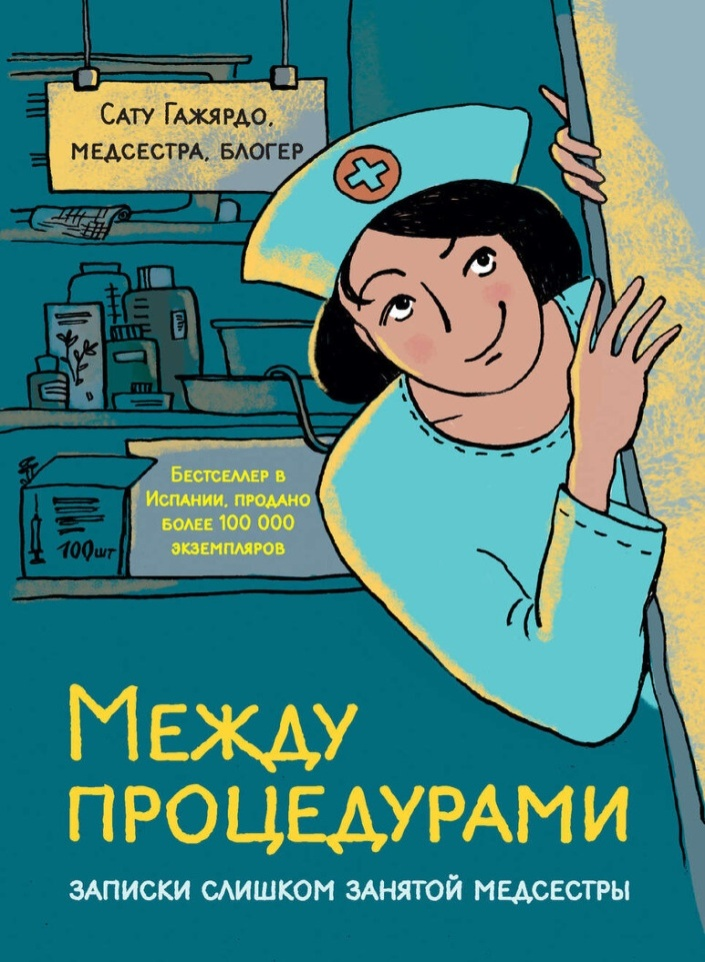 Сату Гажярдо,
медсестра, блогер
Бестселлер в
Испании, продано
более 100 000
экземпляров
100шт
Между
процедурами
записки слишком занятой медсестры